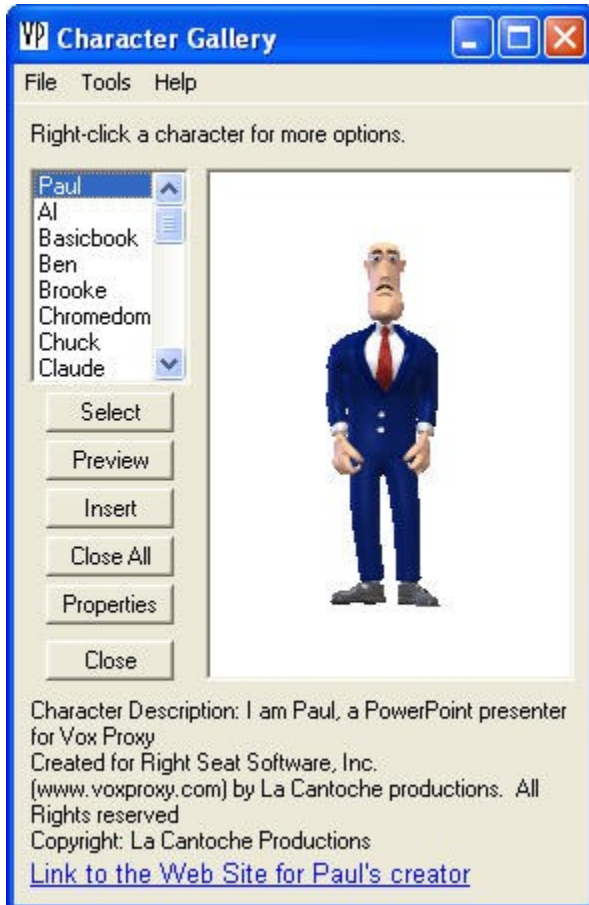 VP Character Gallery
File Tools Help
Right-click a character for more options.
Paul
Al
Basicbook
Ben
Brooke
Chromedom
Chuck
Claude
Select
Preview
Insert
Close All
Properties
Close
Character Description: I am Paul, a PowerPoint presenter
for Vox Proxy
Created for Right Seat Software, Inc.
(www.voxproxy.com) by La Cantoche productions.  All
Rights reserved
Copyright: La Cantoche Productions
Link to the Web Site for Paul's creator